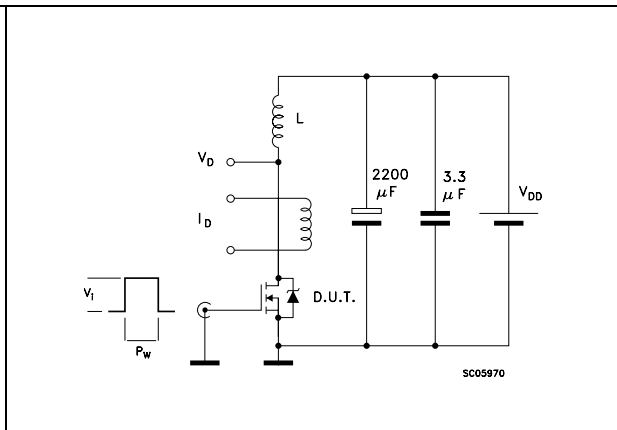 L
V_D
2200
μF
3.3
μF
V_DD
I_D
V_i
D.U.T.
P_W
SC05970